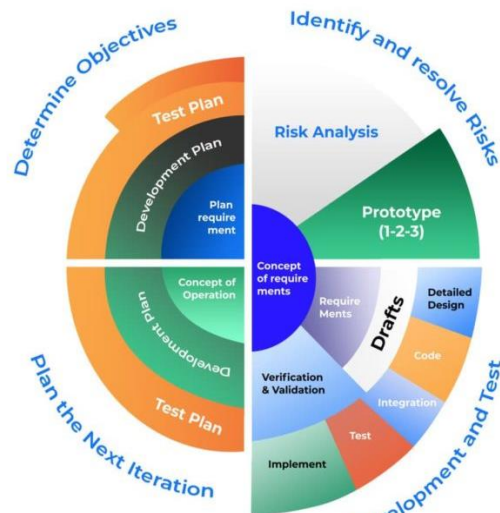 Determine Objectives
Identify and resolve Risks
Test Plan
Development Plan
Plan
require
ment
Risk Analysis
Prototype
(1-2-3)
Concept of
Operation
Development Plan
Test Plan
Concept
of require
ments
Require
Ments
Drafts
Detailed
Design
Code
Integration
Verification
& Validation
Test
Implement
Plan the Next Iteration
elopment and Test